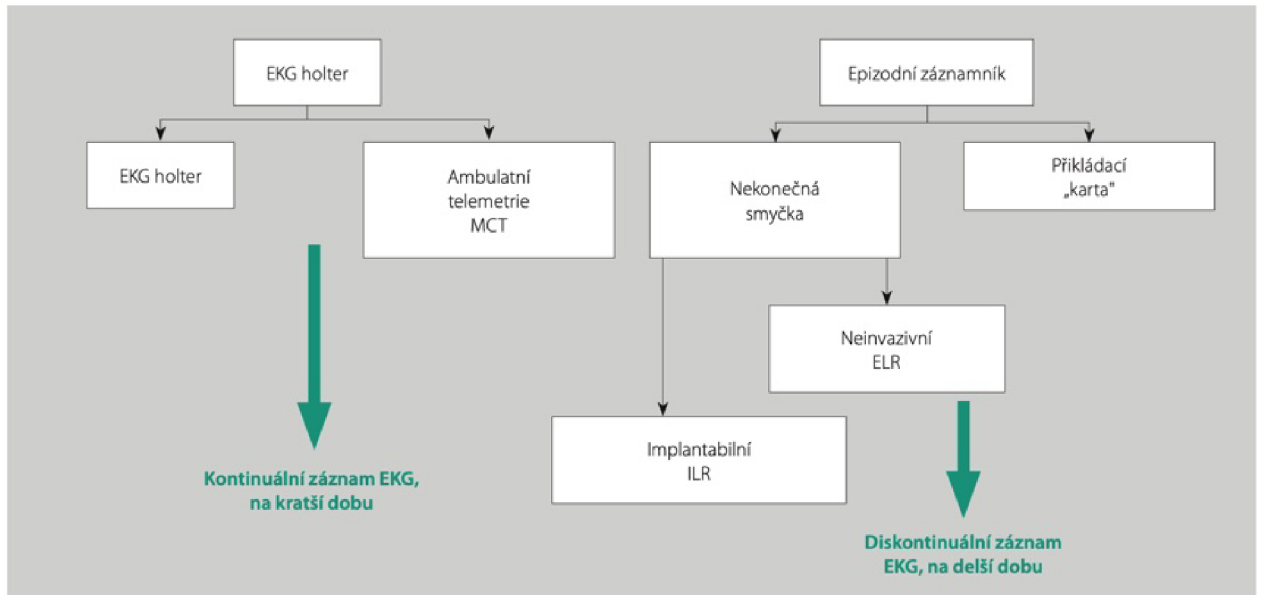 EKG holter
Epizodní záznamník
EKG holter
Ambulatní
telemetrie
MCT
Nekonečná
smyčka
Přikládací
„karta"
Neinvazivní
ELR
Implantabilní
ILR
Kontinuální záznam EKG,
na kratší dobu
Diskontinuální záznam
EKG, na delší dobu